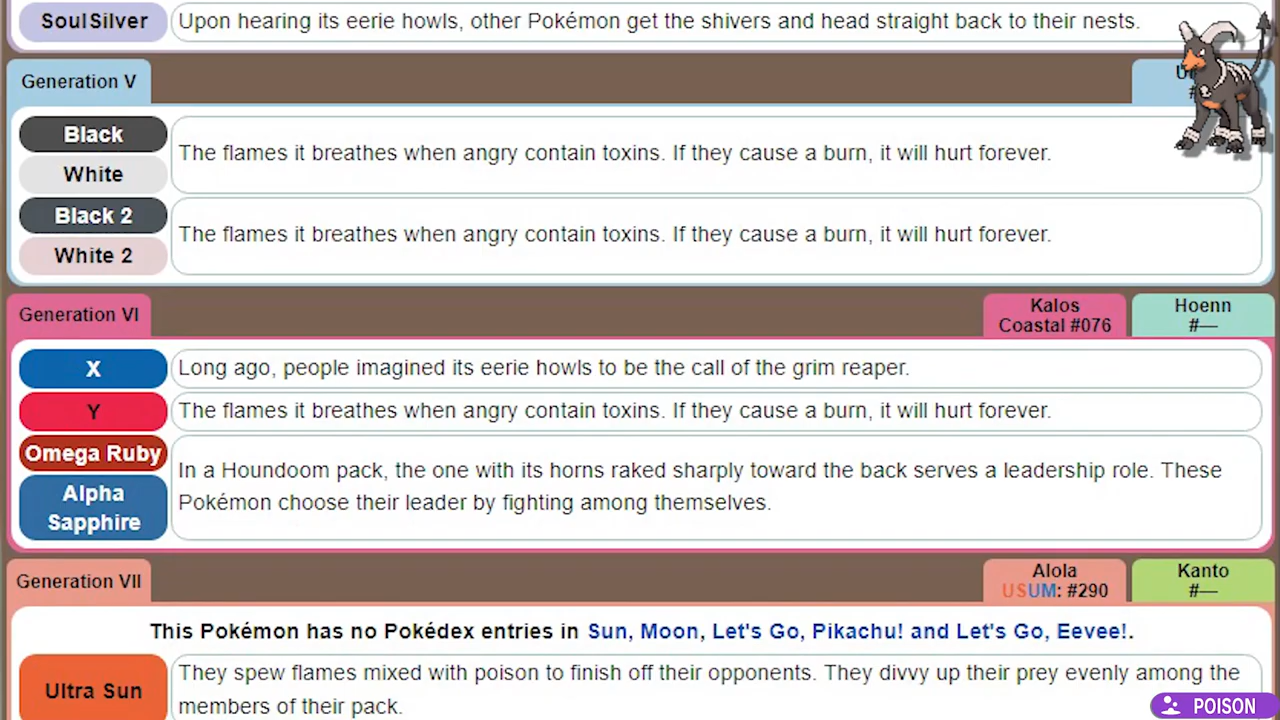 SoulSilver
Upon hearing its eerie howls, other Pokémon get the shivers and head straight back to their nests.
Generation V
Black
White
The flames it breathes when angry contain toxins. If they cause a burn, it will hurt forever.
Black 2
White 2
The flames it breathes when angry contain toxins. If they cause a burn, it will hurt forever.
Generation VI
Kalos
Coastal #076
Hoenn
#—
X
Long ago, people imagined its eerie howls to be the call of the grim reaper.
Y
The flames it breathes when angry contain toxins. If they cause a burn, it will hurt forever.
Omega Ruby
Alpha
Sapphire
In a Houndoom pack, the one with its horns raked sharply toward the back serves a leadership role. These
Pokémon choose their leader by fighting among themselves.
Generation VII
Alola
USUM: #290
Kanto
#—
This Pokémon has no Pokédex entries in Sun, Moon, Let's Go, Pikachu! and Let's Go, Eevee!.
Ultra Sun
They spew flames mixed with poison to finish off their opponents. They divvy up their prey evenly among the
members of their pack.
POISON